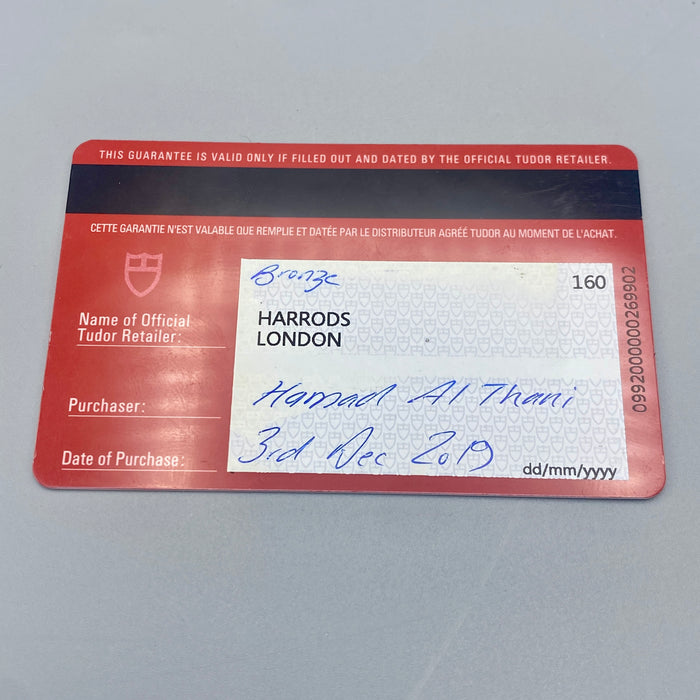 THIS GUARANTEE IS VALID ONLY IF FILLED OUT AND DATED BY THE OFFICIAL TUDOR RETAILER.
CETTE GARANTIE N'EST VALABLE QUE REMPLIE ET DATÉE PAR LE DISTRIBUTEUR AGRÉÉ TUDOR AU MOMENT DE L'ACHAT.
Bronze
160
Name of Official
Tudor Retailer:
HARRODS
LONDON
Purchaser:
Hamad Al Thani
Date of Purchase:
3rd Dec 2019
dd/mm/yyyy
0992000000269902